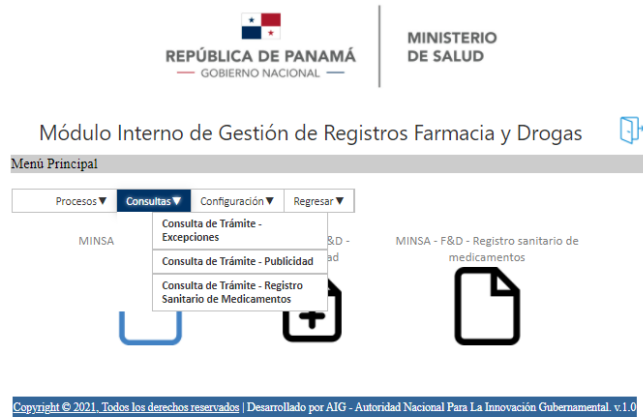 REPÚBLICA DE PANAMÁ
— GOBIERNO NACIONAL —
MINISTERIO
DE SALUD
Módulo Interno de Gestión de Registros Farmacia y Drogas
Menú Principal
Procesos▼ Consultas▼ Configuración▼ Regresar▼
Consulta de Trámite -
Excepciones
Consulta de Trámite - Publicidad
Consulta de Trámite - Registro
Sanitario de Medicamentos
MINSA
&D -
ad
MINSA - F&D - Registro sanitario de
medicamentos
Copyright © 2021, Todos los derechos reservados | Desarrollado por AIG - Autoridad Nacional Para La Innovación Gubernamental. v.1.0